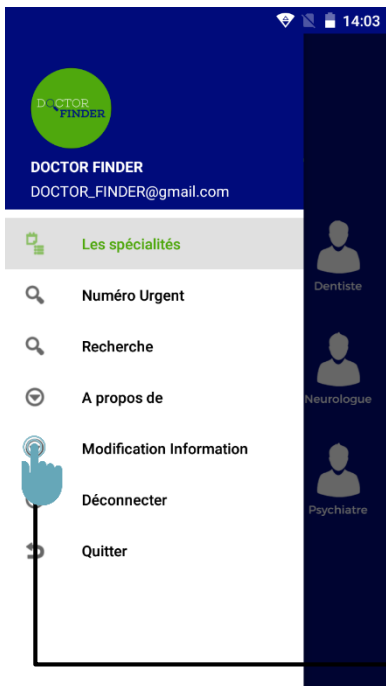 14:03
DOCTOR
FINDER
DOCTOR FINDER
DOCTOR_FINDER@gmail.com
Les spécialités
Numéro Urgent
Recherche
A propos de
Modification Information
Déconnecter
Quitter
Dentiste
Neurologue
Psychiatre